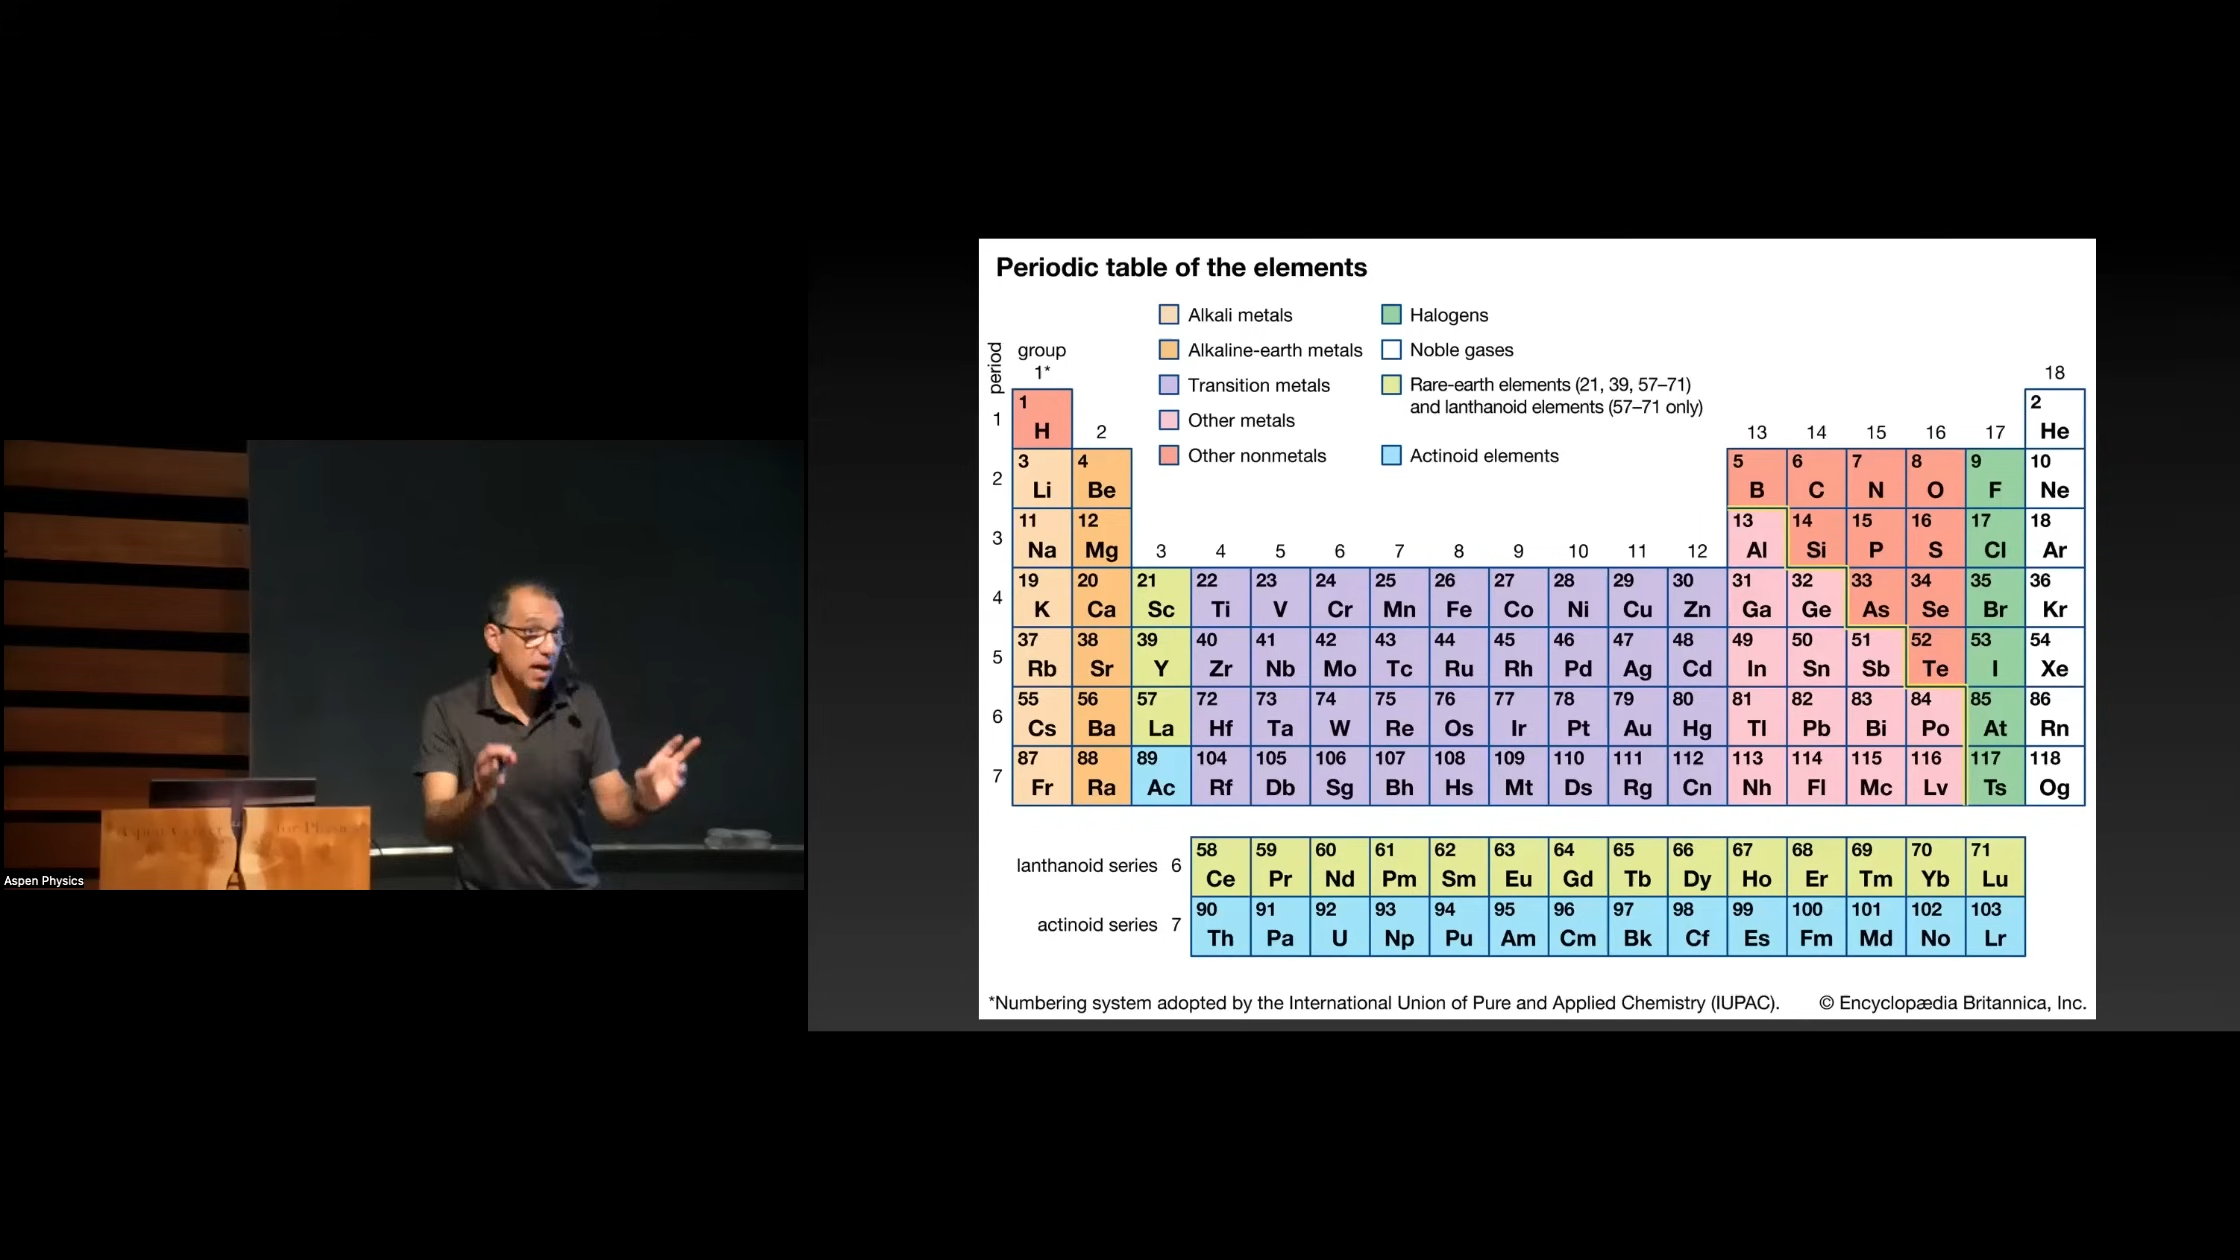 Periodic table of the elements
Alkali metals
Alkaline-earth metals
Transition metals
Other metals
Other nonmetals
Halogens
Noble gases
Rare-earth elements (21, 39, 57–71)
and lanthanoid elements (57–71 only)
Actinoid elements
period
group
1* 18
1 1 H 2 He
2 13 14 15 16 17
2 3 Li 4 Be 5 B 6 C 7 N 8 O 9 F 10 Ne
3 11 Na 12 Mg 13 Al 14 Si 15 P 16 S 17 Cl 18 Ar
3 4 5 6 7 8 9 10 11 12
4 19 K 20 Ca 21 Sc 22 Ti 23 V 24 Cr 25 Mn 26 Fe 27 Co 28 Ni 29 Cu 30 Zn 31 Ga 32 Ge 33 As 34 Se 35 Br 36 Kr
5 37 Rb 38 Sr 39 Y 40 Zr 41 Nb 42 Mo 43 Tc 44 Ru 45 Rh 46 Pd 47 Ag 48 Cd 49 In 50 Sn 51 Sb 52 Te 53 I 54 Xe
6 55 Cs 56 Ba 57 La 72 Hf 73 Ta 74 W 75 Re 76 Os 77 Ir 78 Pt 79 Au 80 Hg 81 Tl 82 Pb 83 Bi 84 Po 85 At 86 Rn
7 87 Fr 88 Ra 89 Ac 104 Rf 105 Db 106 Sg 107 Bh 108 Hs 109 Mt 110 Ds 111 Rg 112 Cn 113 Nh 114 Fl 115 Mc 116 Lv 117 Ts 118 Og
lanthanoid series 6 58 Ce 59 Pr 60 Nd 61 Pm 62 Sm 63 Eu 64 Gd 65 Tb 66 Dy 67 Ho 68 Er 69 Tm 70 Yb 71 Lu
actinoid series 7 90 Th 91 Pa 92 U 93 Np 94 Pu 95 Am 96 Cm 97 Bk 98 Cf 99 Es 100 Fm 101 Md 102 No 103 Lr
*Numbering system adopted by the International Union of Pure and Applied Chemistry (IUPAC). © Encyclopædia Britannica, Inc.
Aspen Physics